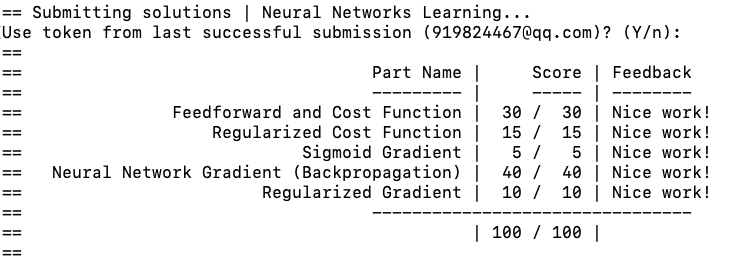 == Submitting solutions | Neural Networks Learning...
Use token from last successful submission (919824467@qq.com)? (Y/n):
==
== Part Name | Score | Feedback
== --------- | ----- | --------
== Feedforward and Cost Function | 30 / 30 | Nice work!
== Regularized Cost Function | 15 / 15 | Nice work!
== Sigmoid Gradient | 5 / 5 | Nice work!
== Neural Network Gradient (Backpropagation) | 40 / 40 | Nice work!
== Regularized Gradient | 10 / 10 | Nice work!
== --------------------------------
== | 100 / 100 |
==